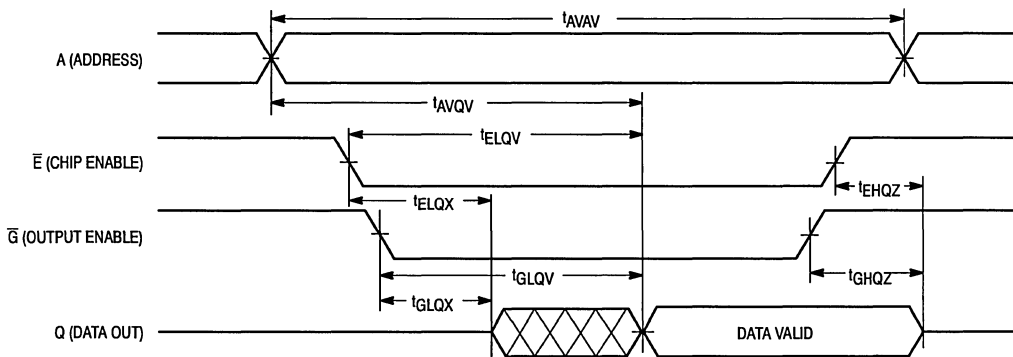 tAVAV
A (ADDRESS)
tAVQV
tELQV
E̅ (CHIP ENABLE)
tEHQZ
tELQX
G̅ (OUTPUT ENABLE)
tGLQV
tGHQZ
tGLQX
Q (DATA OUT)
DATA VALID